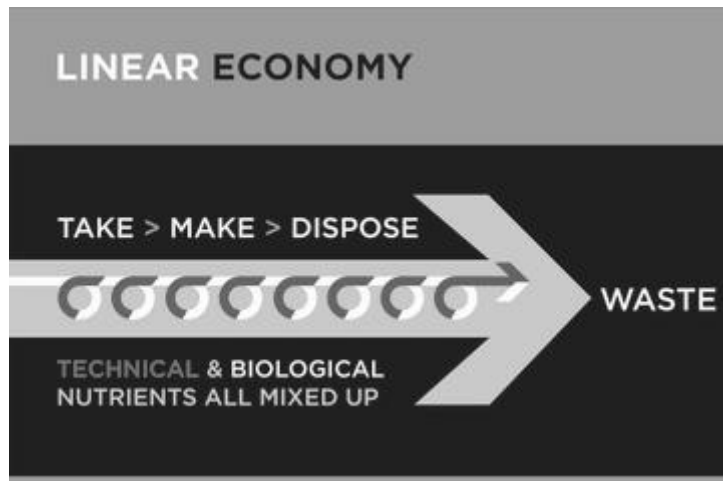 LINEAR ECONOMY
TAKE > MAKE > DISPOSE
WASTE
TECHNICAL & BIOLOGICAL
NUTRIENTS ALL MIXED UP